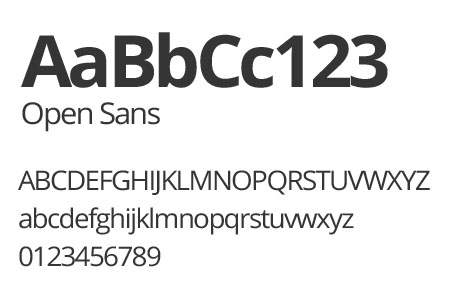 AaBbCc123
Open Sans
ABCDEFGHIJKLMNOPQRSTUVWXYZ
abcdefghijklmnopqrstuvwxyz
0123456789